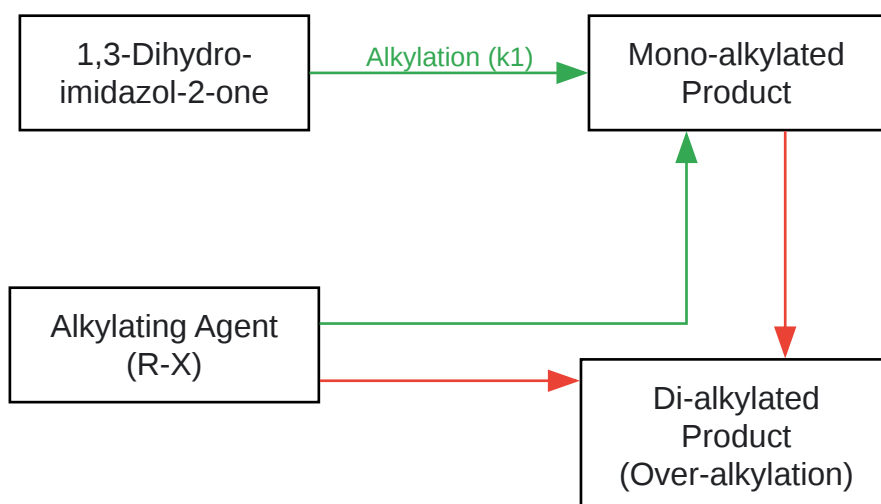 1,3-Dihydro-
imidazol-2-one
Alkylation (k1)
Mono-alkylated
Product
Alkylating Agent
(R-X)
Di-alkylated
Product
(Over-alkylation)